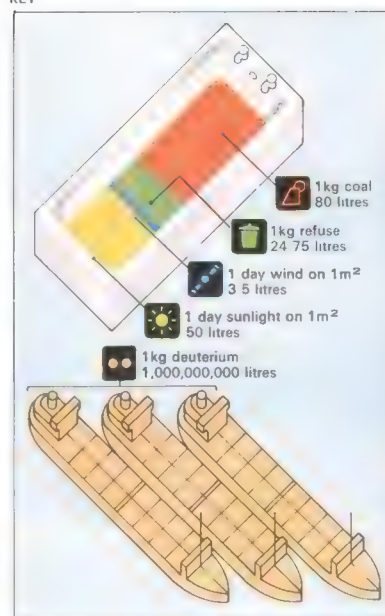 KEY
1kg coal
80 litres
1kg refuse
24 75 litres
1 day wind on 1m²
3 5 litres
1 day sunlight on 1m²
50 litres
1kg deuterium
1,000,000,000 litres